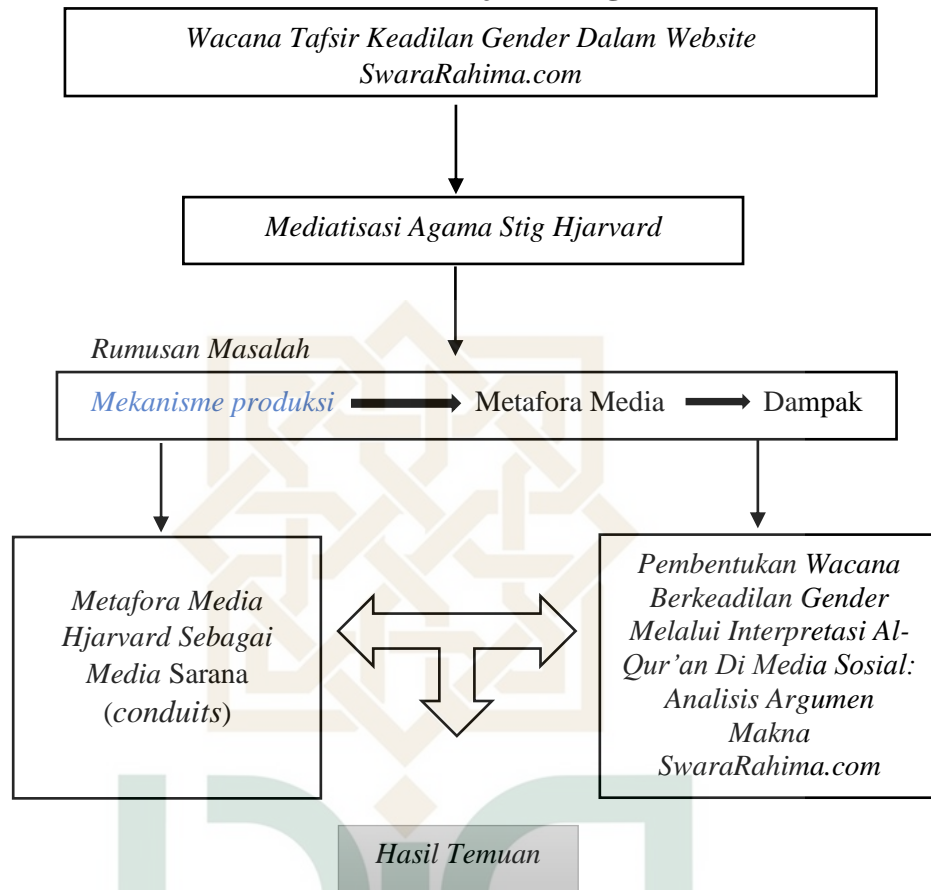 Wacana Tafsir Keadilan Gender Dalam Website
SwaraRahima.com
Mediatisasi Agama Stig Hjarvard
Rumusan Masalah
Mekanisme produksi Metafora Media Dampak
Metafora Media
Hjarvard Sebagai
Media Sarana
(conduits)
Pembentukan Wacana
Berkeadilan Gender
Melalui Interpretasi Al-
Qur’an Di Media Sosial:
Analisis Argumen
Makna
SwaraRahima.com
Hasil Temuan